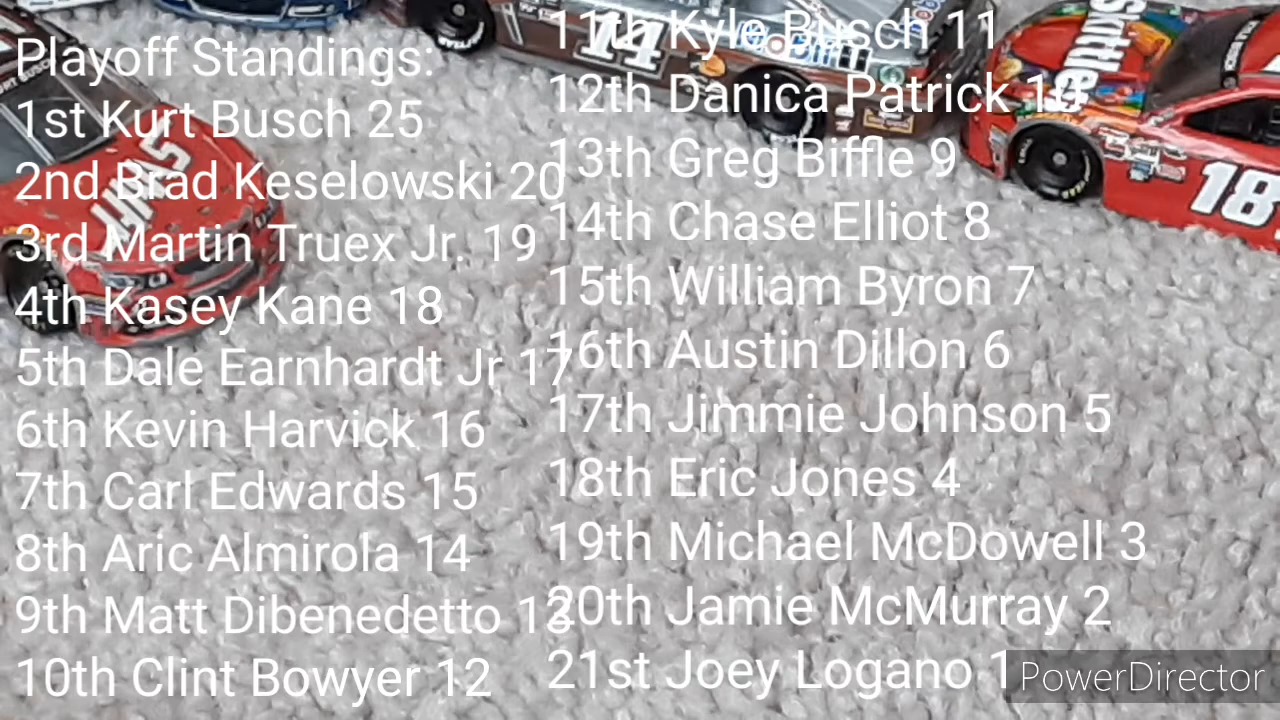 Playoff Standings:
1st Kurt Busch 25
2nd Brad Keselowski 20
3rd Martin Truex Jr. 19
4th Kasey Kane 18
5th Dale Earnhardt Jr 17
6th Kevin Harvick 16
7th Carl Edwards 15
8th Aric Almirola 14
9th Matt Dibenedetto 13
10th Clint Bowyer 12
11th Kyle Busch 11
12th Danica Patrick 10
13th Greg Biffle 9
14th Chase Elliot 8
15th William Byron 7
16th Austin Dillon 6
17th Jimmie Johnson 5
18th Eric Jones 4
19th Michael McDowell 3
20th Jamie McMurray 2
21st Joey Logano 1
PowerDirector
HAAS
11
Skittles
18